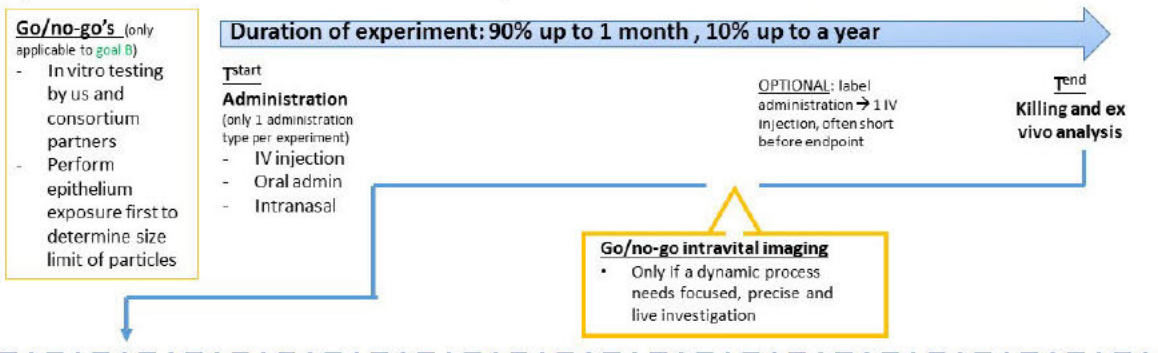 Go/no-go's (only
applicable to goal B)
- In vitro testing
by us and
consortium
partners
- Perform
epithelium
exposure first to
determine size
limit of particles
Duration of experiment: 90% up to 1 month , 10% up to a year
Tstart
Administration
(only 1 administration
type per experiment)
- IV injection
- Oral admin
- Intranasal
OPTIONAL: label
administration → 1 IV
injection, often short
before endpoint
Tend
Killing and ex
vivo analysis
Go/no-go intravital imaging
• Only if a dynamic process
needs focused, precise and
live investigation